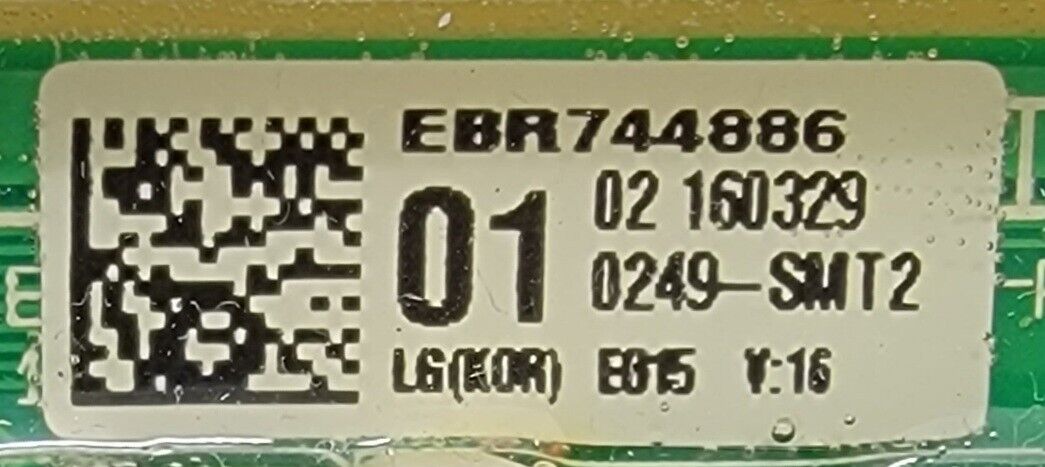 EBR744886
01 02 160329
0249-SMT2
LG(KOR) E015 V:16